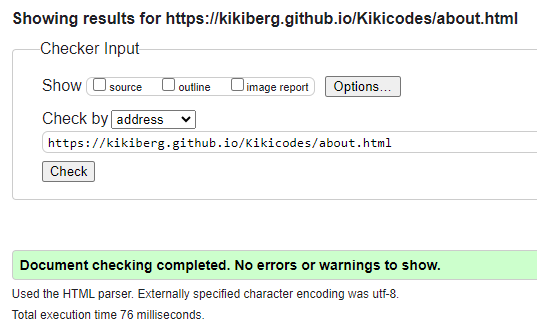 Showing results for https://kikiberg.github.io/Kikicodes/about.html
Checker Input
Show source outline image report Options...
Check by address
https://kikiberg.github.io/Kikicodes/about.html
Check
Document checking completed. No errors or warnings to show.
Used the HTML parser. Externally specified character encoding was utf-8.
Total execution time 76 milliseconds.